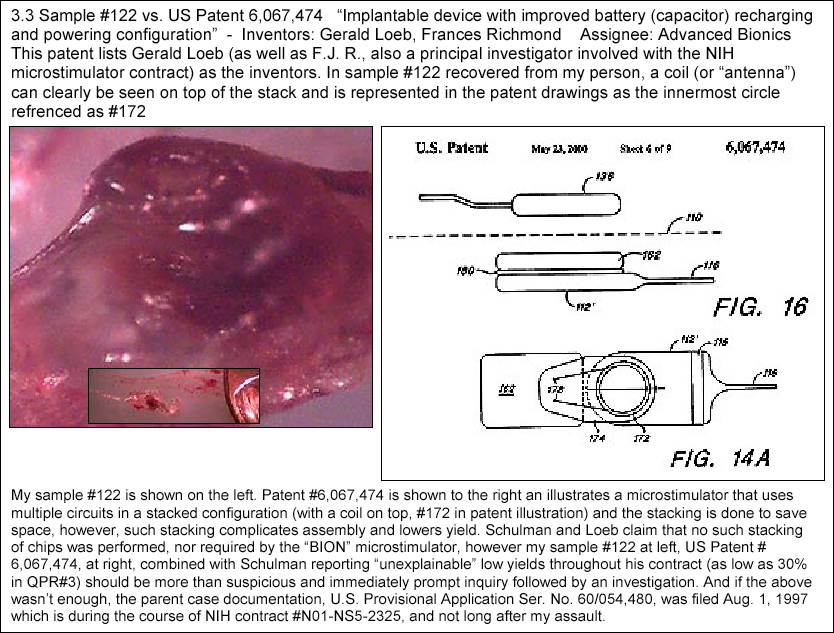 3.3 Sample #122 vs. US Patent 6,067,474   “Implantable device with improved battery (capacitor) recharging
and powering configuration”  -  Inventors: Gerald Loeb, Frances Richmond    Assignee: Advanced Bionics
This patent lists Gerald Loeb (as well as F.J. R., also a principal investigator involved with the NIH
microstimulator contract) as the inventors. In sample #122 recovered from my person, a coil (or “antenna”)
can clearly be seen on top of the stack and is represented in the patent drawings as the innermost circle
refrenced as #172
U.S. Patent May 23, 2000 Sheet 6 of 9 6,067,474
136
110
162
180 116
112'
FIG. 16
112' 115
116
162 178
174 172
FIG. 14A
My sample #122 is shown on the left. Patent #6,067,474 is shown to the right an illustrates a microstimulator that uses
multiple circuits in a stacked configuration (with a coil on top, #172 in patent illustration) and the stacking is done to save
space, however, such stacking complicates assembly and lowers yield. Schulman and Loeb claim that no such stacking
of chips was performed, nor required by the “BION” microstimulator, however my sample #122 at left, US Patent #
6,067,474, at right, combined with Schulman reporting “unexplainable” low yields throughout his contract (as low as 30%
in QPR#3) should be more than suspicious and immediately prompt inquiry followed by an investigation. And if the above
wasn’t enough, the parent case documentation, U.S. Provisional Application Ser. No. 60/054,480, was filed Aug. 1, 1997
which is during the course of NIH contract #N01-NS5-2325, and not long after my assault.